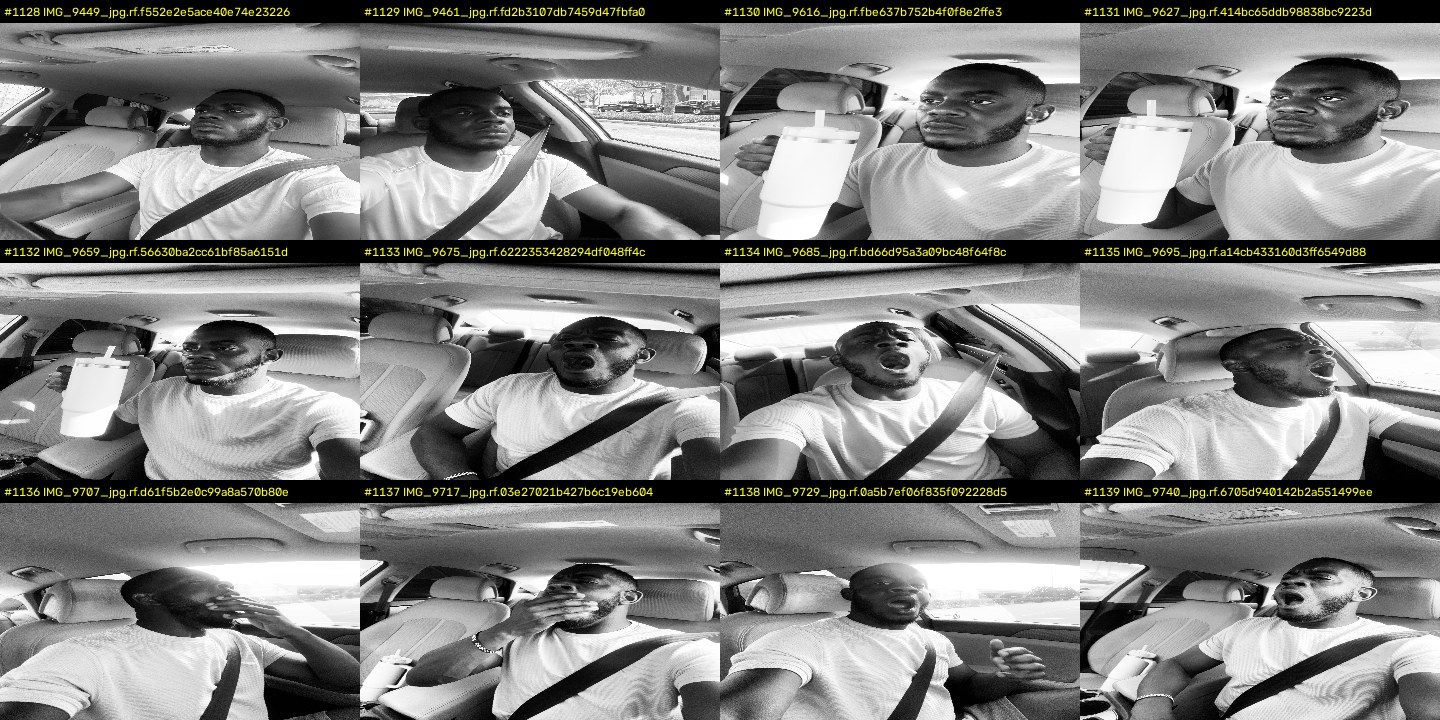 #1128 IMG_9449_jpg.rf.f552e2e5ace40e74e23226
#1129 IMG_9461_jpg.rf.fd2b3107db7459d47fbfa0
#1130 IMG_9616_jpg.rf.fbe637b752b4f0f8e2ffe3
#1131 IMG_9627_jpg.rf.414bc65ddb98838bc9223d
#1132 IMG_9659_jpg.rf.56630ba2cc61bf85a6151d
#1133 IMG_9675_jpg.rf.6222353428294df048ff4c
#1134 IMG_9685_jpg.rf.bd66d95a3a09bc48f64f8c
#1135 IMG_9695_jpg.rf.a14cb433160d3ff6549d88
#1136 IMG_9707_jpg.rf.d61f5b2e0c99a8a570b80e
#1137 IMG_9717_jpg.rf.03e27021b427b6c19eb604
#1138 IMG_9729_jpg.rf.0a5b7ef06f835f092228d5
#1139 IMG_9740_jpg.rf.6705d940142b2a551499ee